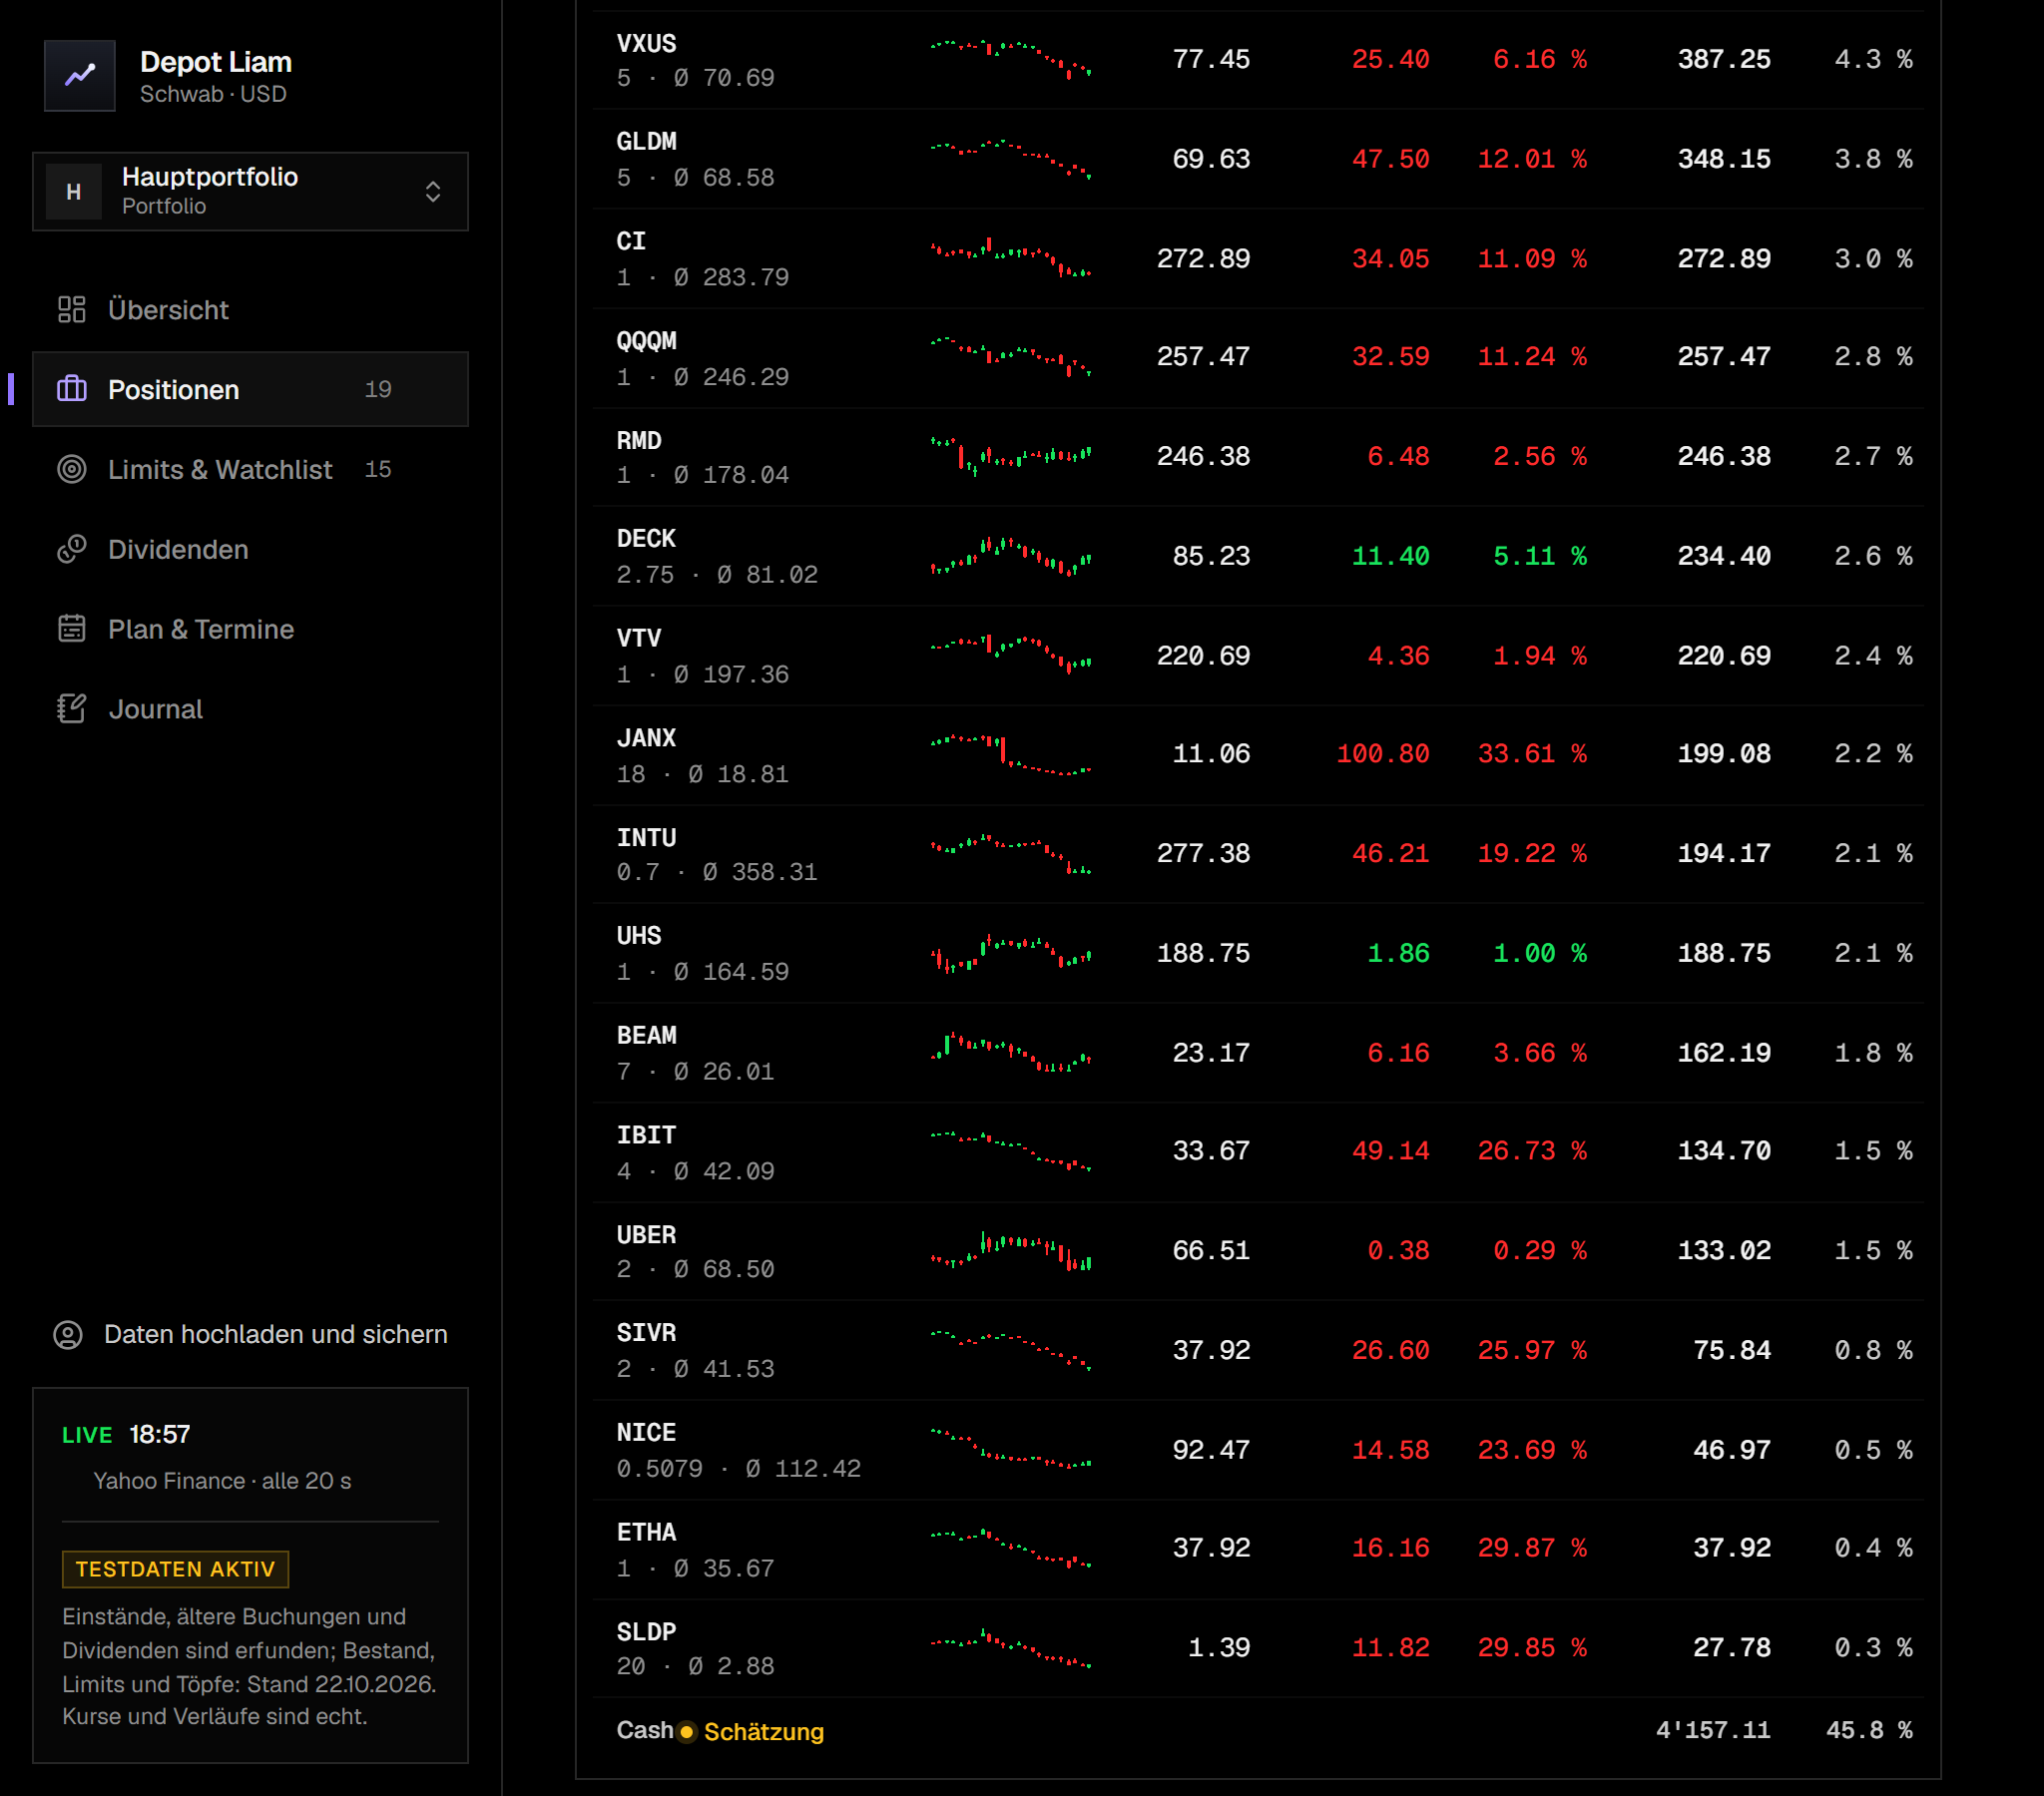 Depot Liam
Schwab · USD
H
Hauptportfolio
Portfolio
Übersicht
Positionen 19
Limits & Watchlist 15
Dividenden
Plan & Termine
Journal
Daten hochladen und sichern
LIVE 18:57
Yahoo Finance · alle 20 s
TESTDATEN AKTIV
Einstände, ältere Buchungen und
Dividenden sind erfunden; Bestand,
Limits und Töpfe: Stand 22.10.2026.
Kurse und Verläufe sind echt.
VXUS 77.45 25.40 6.16 % 387.25 4.3 %
5 · Ø 70.69
GLDM 69.63 47.50 12.01 % 348.15 3.8 %
5 · Ø 68.58
CI 272.89 34.05 11.09 % 272.89 3.0 %
1 · Ø 283.79
QQQM 257.47 32.59 11.24 % 257.47 2.8 %
1 · Ø 246.29
RMD 246.38 6.48 2.56 % 246.38 2.7 %
1 · Ø 178.04
DECK 85.23 11.40 5.11 % 234.40 2.6 %
2.75 · Ø 81.02
VTV 220.69 4.36 1.94 % 220.69 2.4 %
1 · Ø 197.36
JANX 11.06 100.80 33.61 % 199.08 2.2 %
18 · Ø 18.81
INTU 277.38 46.21 19.22 % 194.17 2.1 %
0.7 · Ø 358.31
UHS 188.75 1.86 1.00 % 188.75 2.1 %
1 · Ø 164.59
BEAM 23.17 6.16 3.66 % 162.19 1.8 %
7 · Ø 26.01
IBIT 33.67 49.14 26.73 % 134.70 1.5 %
4 · Ø 42.09
UBER 66.51 0.38 0.29 % 133.02 1.5 %
2 · Ø 68.50
SIVR 37.92 26.60 25.97 % 75.84 0.8 %
2 · Ø 41.53
NICE 92.47 14.58 23.69 % 46.97 0.5 %
0.5079 · Ø 112.42
ETHA 37.92 16.16 29.87 % 37.92 0.4 %
1 · Ø 35.67
SLDP 1.39 11.82 29.85 % 27.78 0.3 %
20 · Ø 2.88
Cash Schätzung 4'157.11 45.8 %